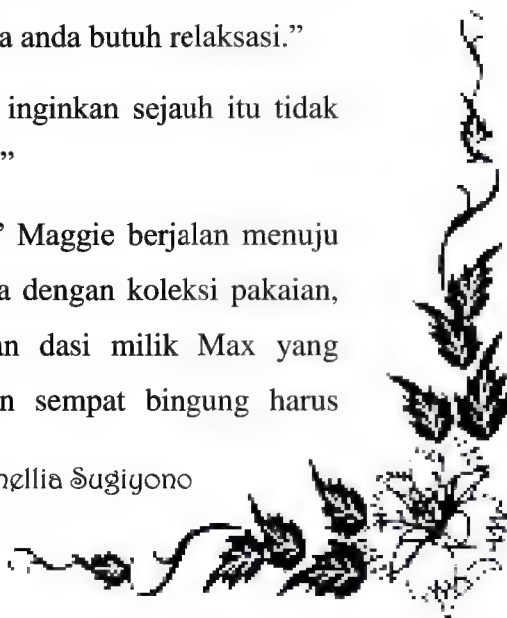 a anda butuh relaksasi.”
inginkan sejauh itu tidak
”
’ Maggie berjalan menuju
a dengan koleksi pakaian,
an dasi milik Max yang
n sempat bingung harus
nellia Sugiyono